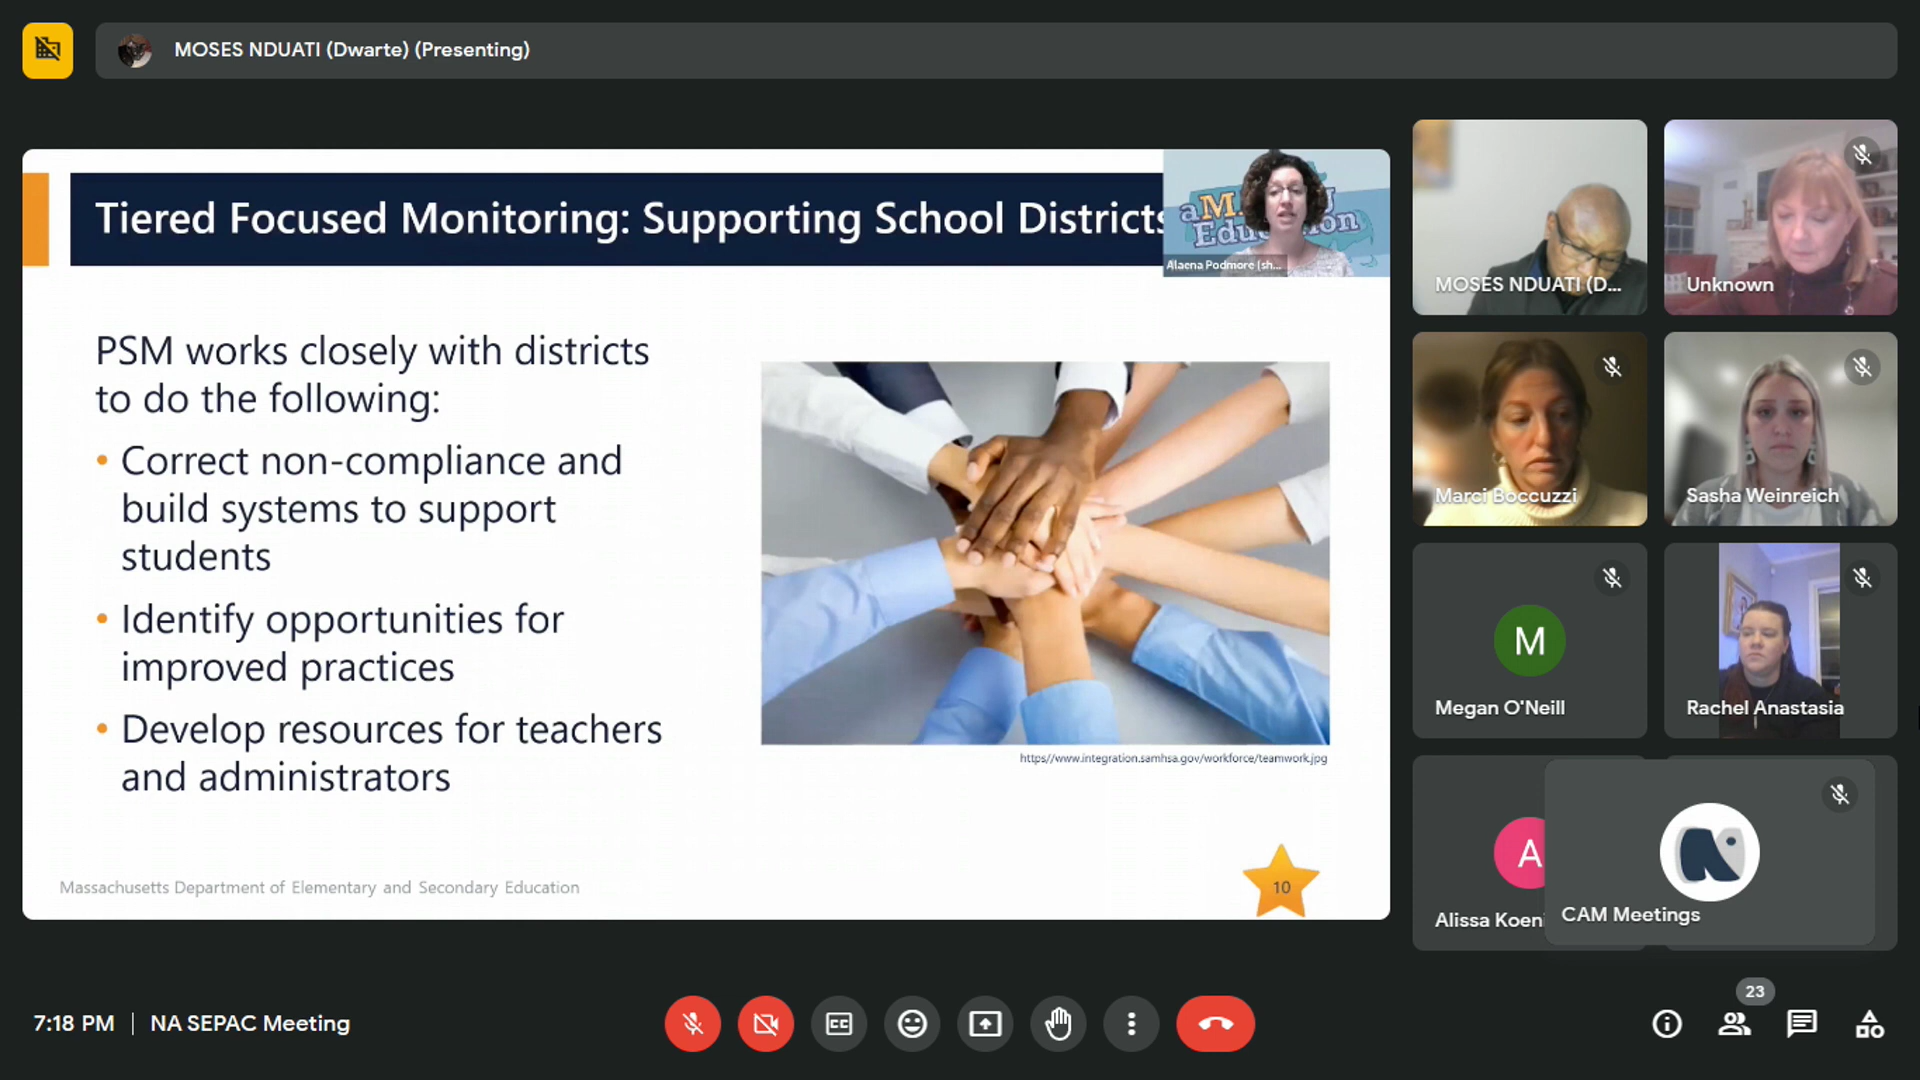 MOSES NDUATI (Dwarte) (Presenting)
Tiered Focused Monitoring: Supporting School Districts
Alaena Podmore (sh...
PSM works closely with districts
to do the following:
• Correct non-compliance and
build systems to support
students
• Identify opportunities for
improved practices
• Develop resources for teachers
and administrators
https//www.integration.samhsa.gov/workforce/teamwork.jpg
Massachusetts Department of Elementary and Secondary Education
10
MOSES NDUATI (D...
Unknown
Marci Boccuzzi
Sasha Weinreich
M
Megan O'Neill
Rachel Anastasia
A
Alissa Koeni
CAM Meetings
7:18 PM | NA SEPAC Meeting
CC
23